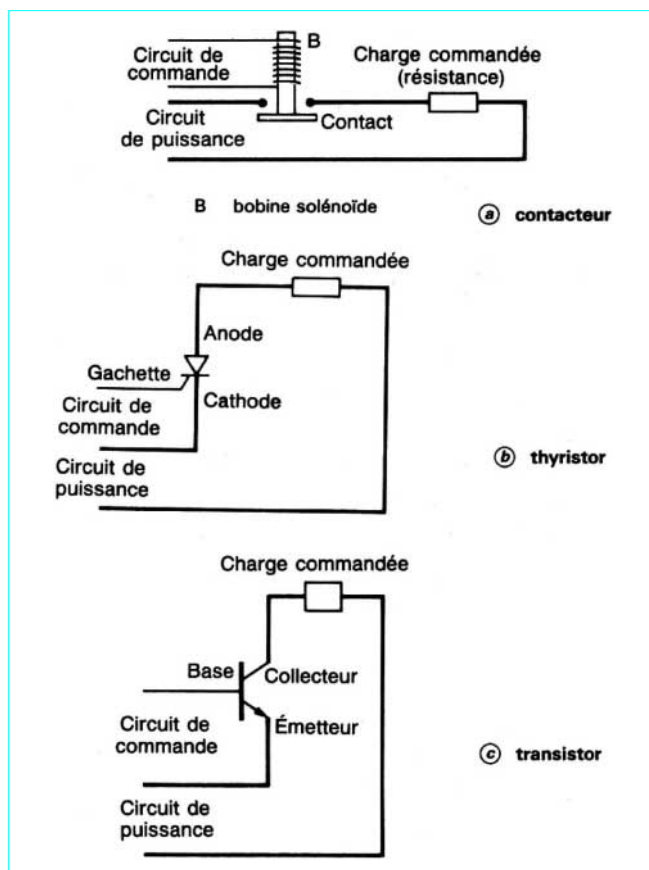 B
Circuit de
commande
Charge commandée
(résistance)
Circuit
de puissance
Contact
B bobine solénoïde
a contacteur
Charge commandée
Anode
Gachette
Cathode
Circuit de
commande
Circuit de
puissance
b thyristor
Charge commandée
Base
Collecteur
Circuit de
commande
Émetteur
Circuit de
puissance
c transistor